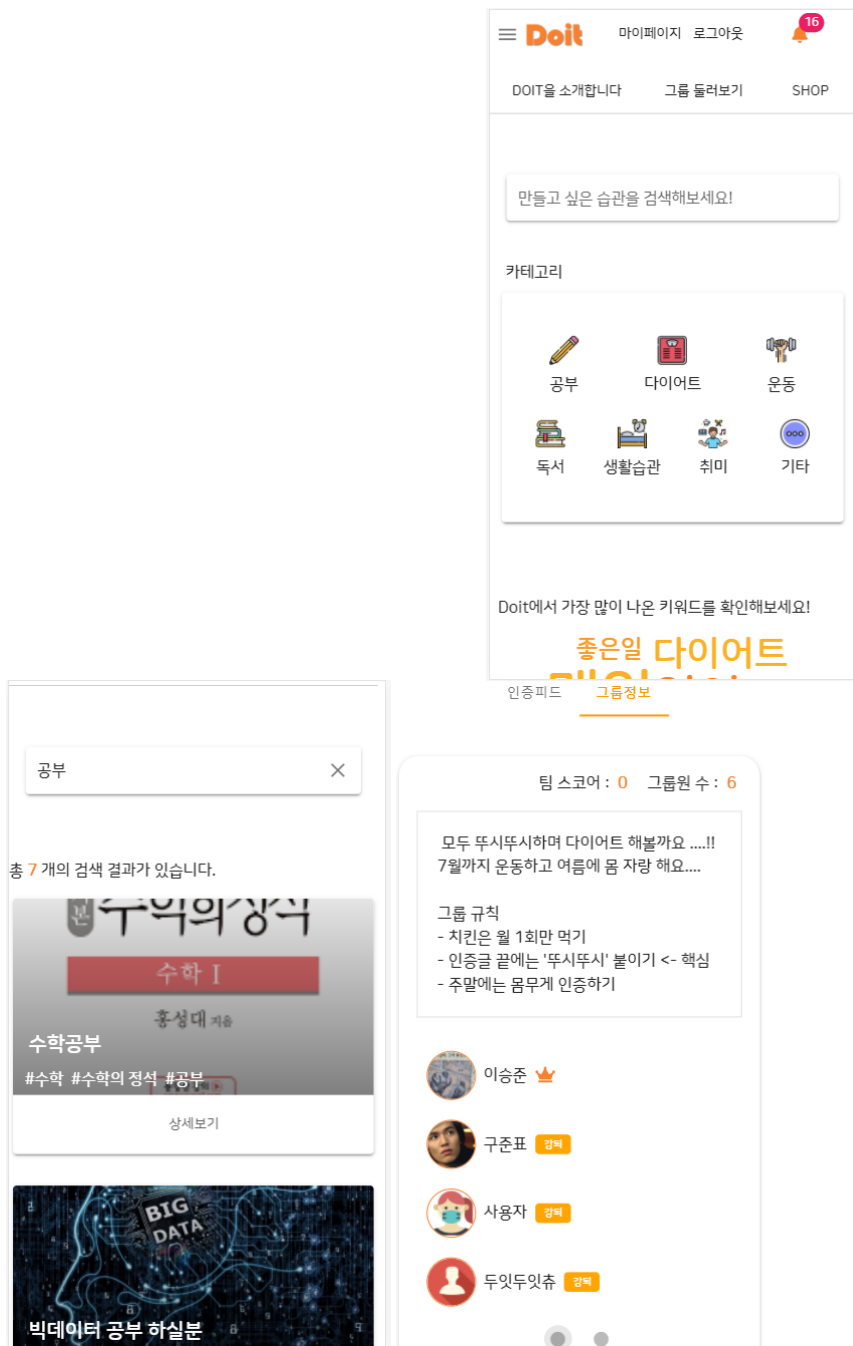 Doit
마이페이지 로그아웃
16
DOIT을 소개합니다 그룹 둘러보기 SHOP
만들고 싶은 습관을 검색해보세요!
카테고리
공부 다이어트 운동
독서 생활습관 취미 기타
Doit에서 가장 많이 나온 키워드를 확인해보세요!
좋은일 다이어트
공부
총 7 개의 검색 결과가 있습니다.
수학의정석
수학 I
홍성대 지음
수학공부
#수학 #수학의 정석 #공부
상세보기
BIG
DATA
빅데이터 공부 하실분
인증피드 그룹정보
팀 스코어 : 0 그룹원 수 : 6
모두 뚜시뚜시하며 다이어트 해볼까요 ....!!
7월까지 운동하고 여름에 몸 자랑 해요....
그룹 규칙
- 치킨은 월 1회만 먹기
- 인증글 끝에는 '뚜시뚜시' 붙이기 <- 핵심
- 주말에는 몸무게 인증하기
이승준
구준표 강퇴
사용자 강퇴
두잇두잇츄 강퇴